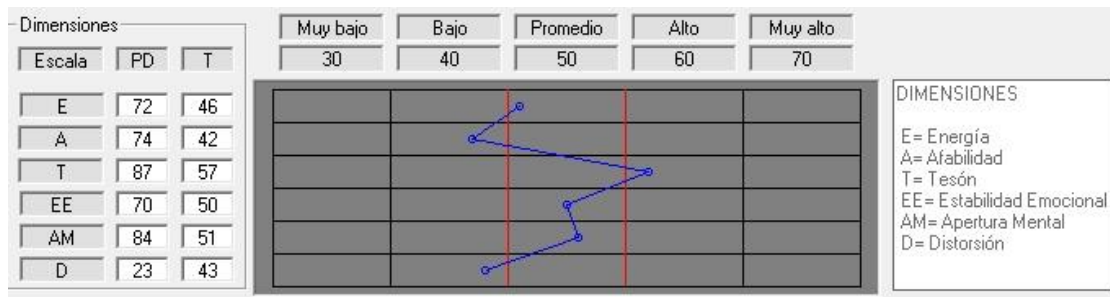 Dimensiones
Muy bajo Bajo Promedio Alto Muy alto
Escala PD T 30 40 50 60 70
E 72 46
A 74 42
T 87 57
EE 70 50
AM 84 51
D 23 43
DIMENSIONES
E= Energía
A= Afabilidad
T= Tesón
EE= Estabilidad Emocional
AM= Apertura Mental
D= Distorsión